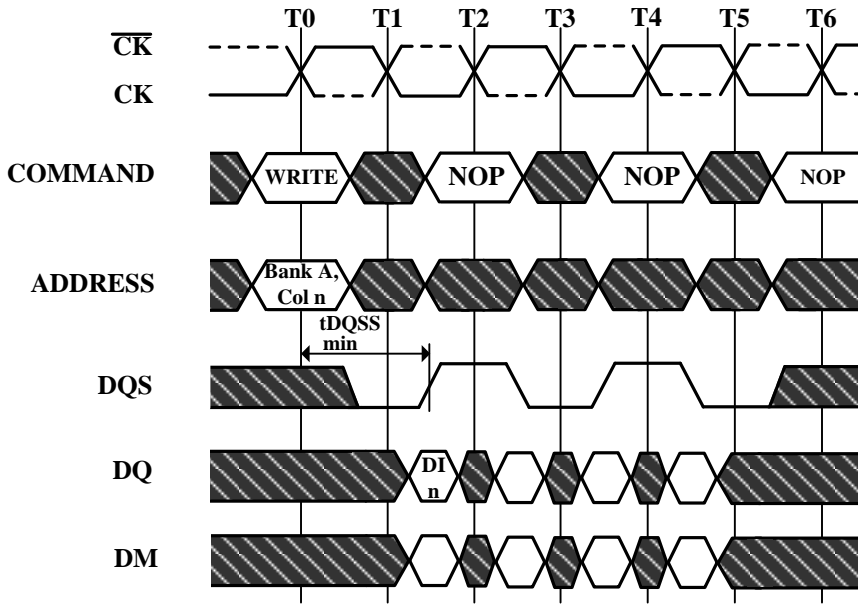 T0 T1 T2 T3 T4 T5 T6
CK
CK
COMMAND WRITE NOP NOP NOP
ADDRESS Bank A,
Col n
tDQSS
min
DQS
DQ DI
n
DM